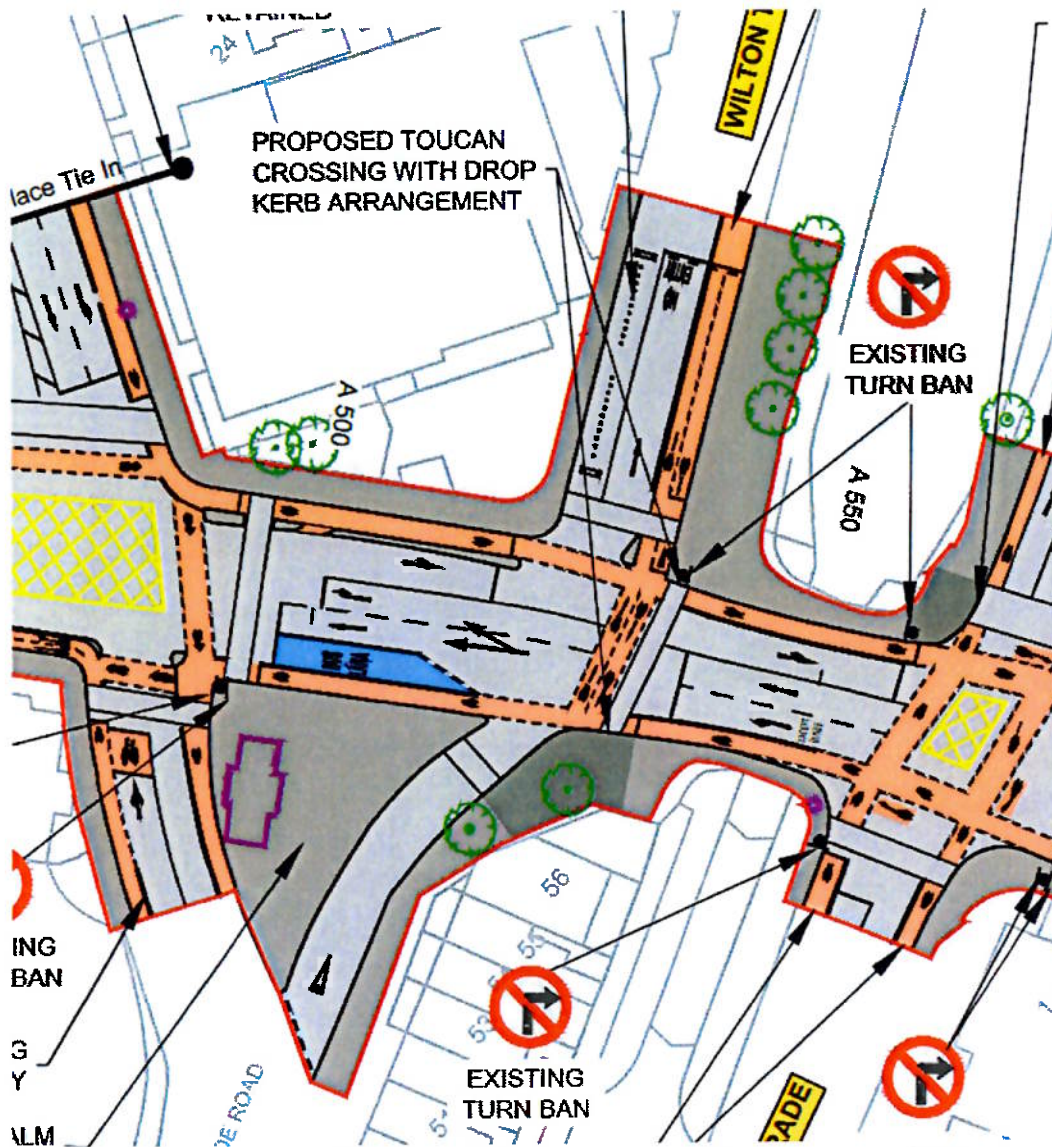 RETAINED
24
WILTON T
PROPOSED TOUCAN
CROSSING WITH DROP
KERB ARRANGEMENT
lace Tie In
EXISTING
TURN BAN
A 500
A 550
56
55
ING
BAN
G
Y
ALM
DE ROAD
EXISTING
TURN BAN
RADE